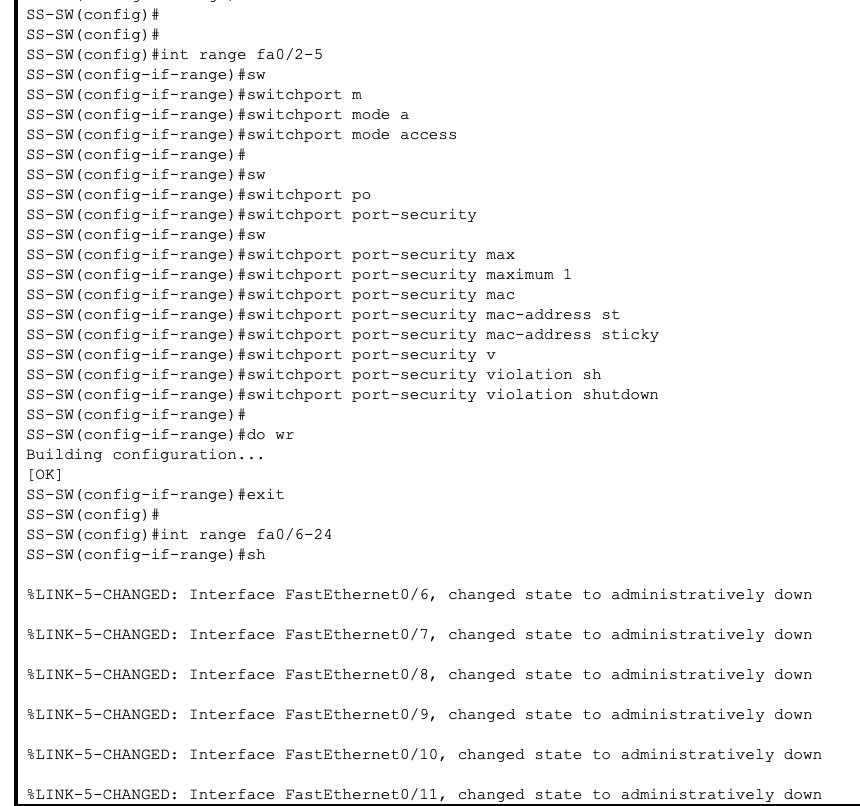 SS-SW(config)#
SS-SW(config)#
SS-SW(config)#int range fa0/2-5
SS-SW(config-if-range)#sw
SS-SW(config-if-range)#switchport m
SS-SW(config-if-range)#switchport mode a
SS-SW(config-if-range)#switchport mode access
SS-SW(config-if-range)#
SS-SW(config-if-range)#sw
SS-SW(config-if-range)#switchport po
SS-SW(config-if-range)#switchport port-security
SS-SW(config-if-range)#sw
SS-SW(config-if-range)#switchport port-security max
SS-SW(config-if-range)#switchport port-security maximum 1
SS-SW(config-if-range)#switchport port-security mac
SS-SW(config-if-range)#switchport port-security mac-address st
SS-SW(config-if-range)#switchport port-security mac-address sticky
SS-SW(config-if-range)#switchport port-security v
SS-SW(config-if-range)#switchport port-security violation sh
SS-SW(config-if-range)#switchport port-security violation shutdown
SS-SW(config-if-range)#
SS-SW(config-if-range)#do wr
Building configuration...
[OK]
SS-SW(config-if-range)#exit
SS-SW(config)#
SS-SW(config)#int range fa0/6-24
SS-SW(config-if-range)#sh
%LINK-5-CHANGED: Interface FastEthernet0/6, changed state to administratively down
%LINK-5-CHANGED: Interface FastEthernet0/7, changed state to administratively down
%LINK-5-CHANGED: Interface FastEthernet0/8, changed state to administratively down
%LINK-5-CHANGED: Interface FastEthernet0/9, changed state to administratively down
%LINK-5-CHANGED: Interface FastEthernet0/10, changed state to administratively down
%LINK-5-CHANGED: Interface FastEthernet0/11, changed state to administratively down